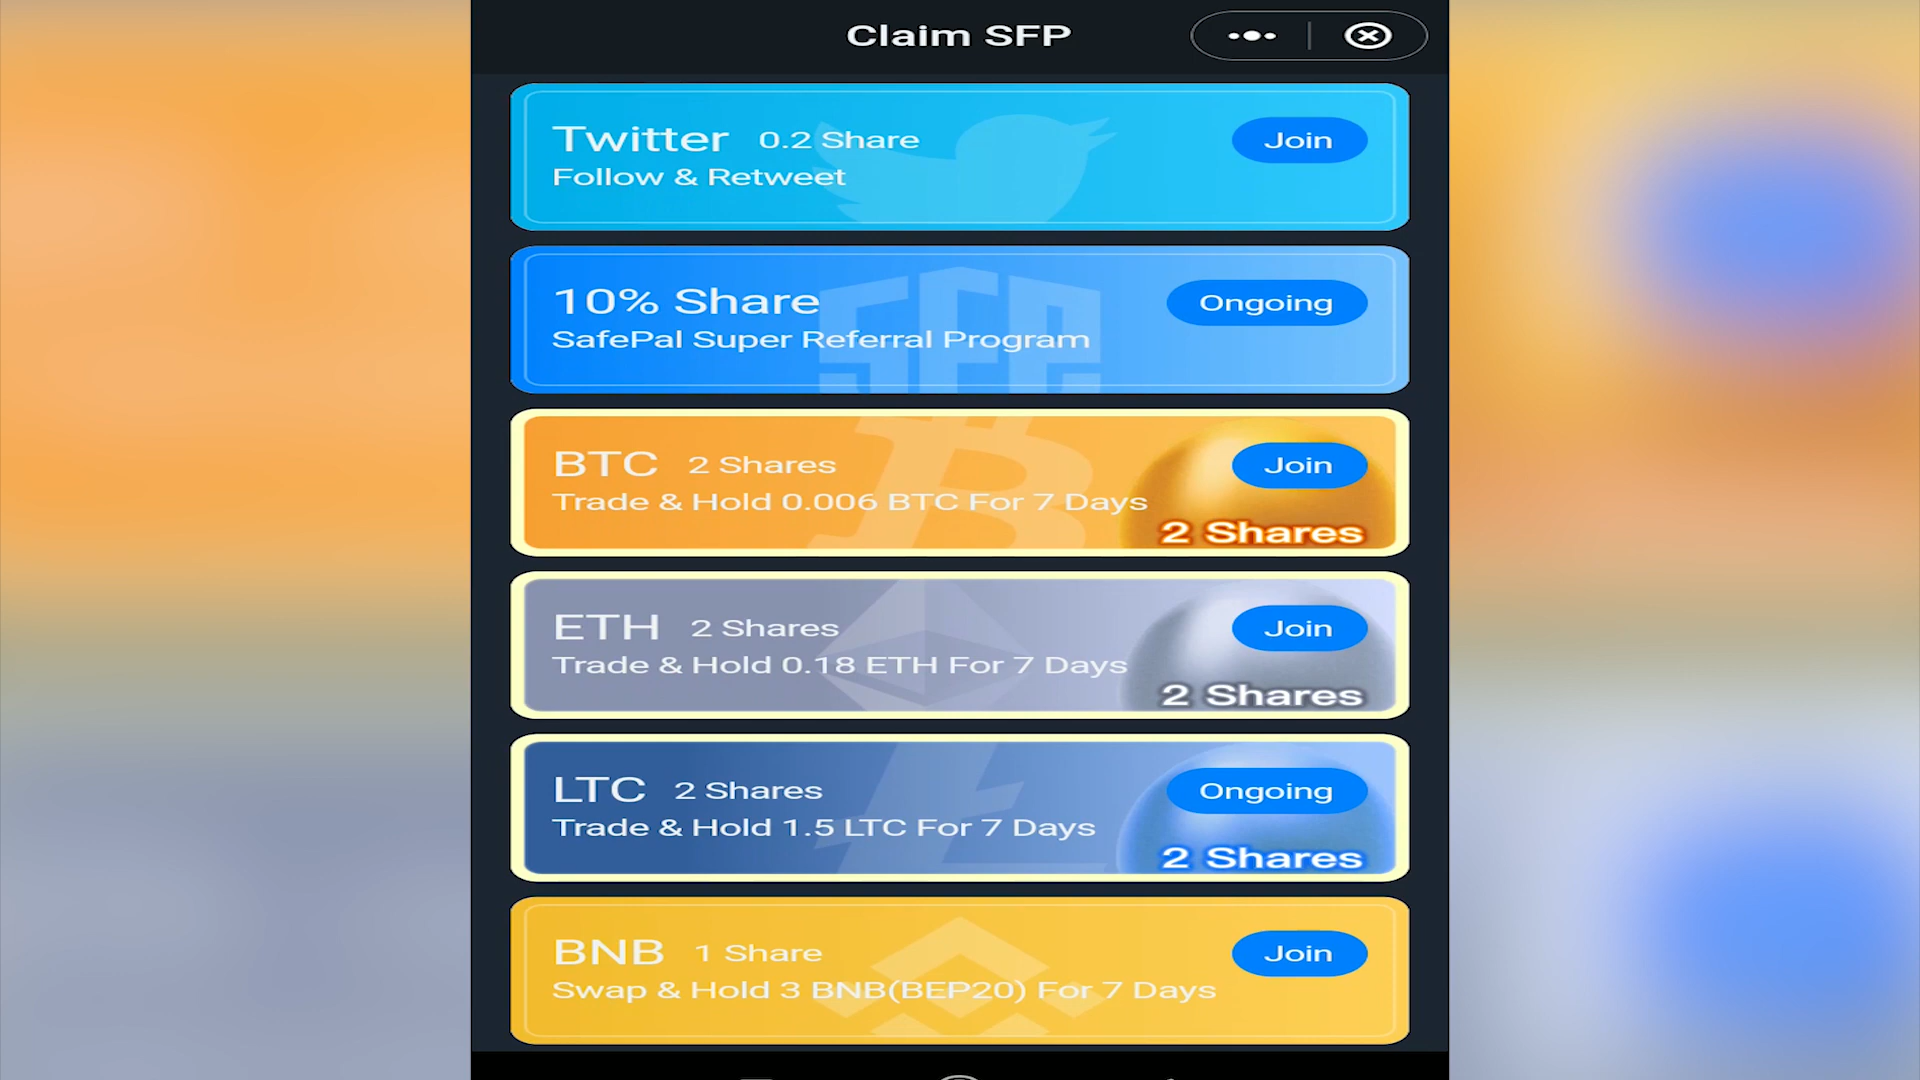 Claim SFP
Twitter 0.2 Share Join
Follow & Retweet
10% Share Ongoing
SafePal Super Referral Program
SFP
BTC 2 Shares Join
Trade & Hold 0.006 BTC For 7 Days
2 Shares
ETH 2 Shares Join
Trade & Hold 0.18 ETH For 7 Days
2 Shares
LTC 2 Shares Ongoing
Trade & Hold 1.5 LTC For 7 Days
2 Shares
BNB 1 Share Join
Swap & Hold 3 BNB(BEP20) For 7 Days